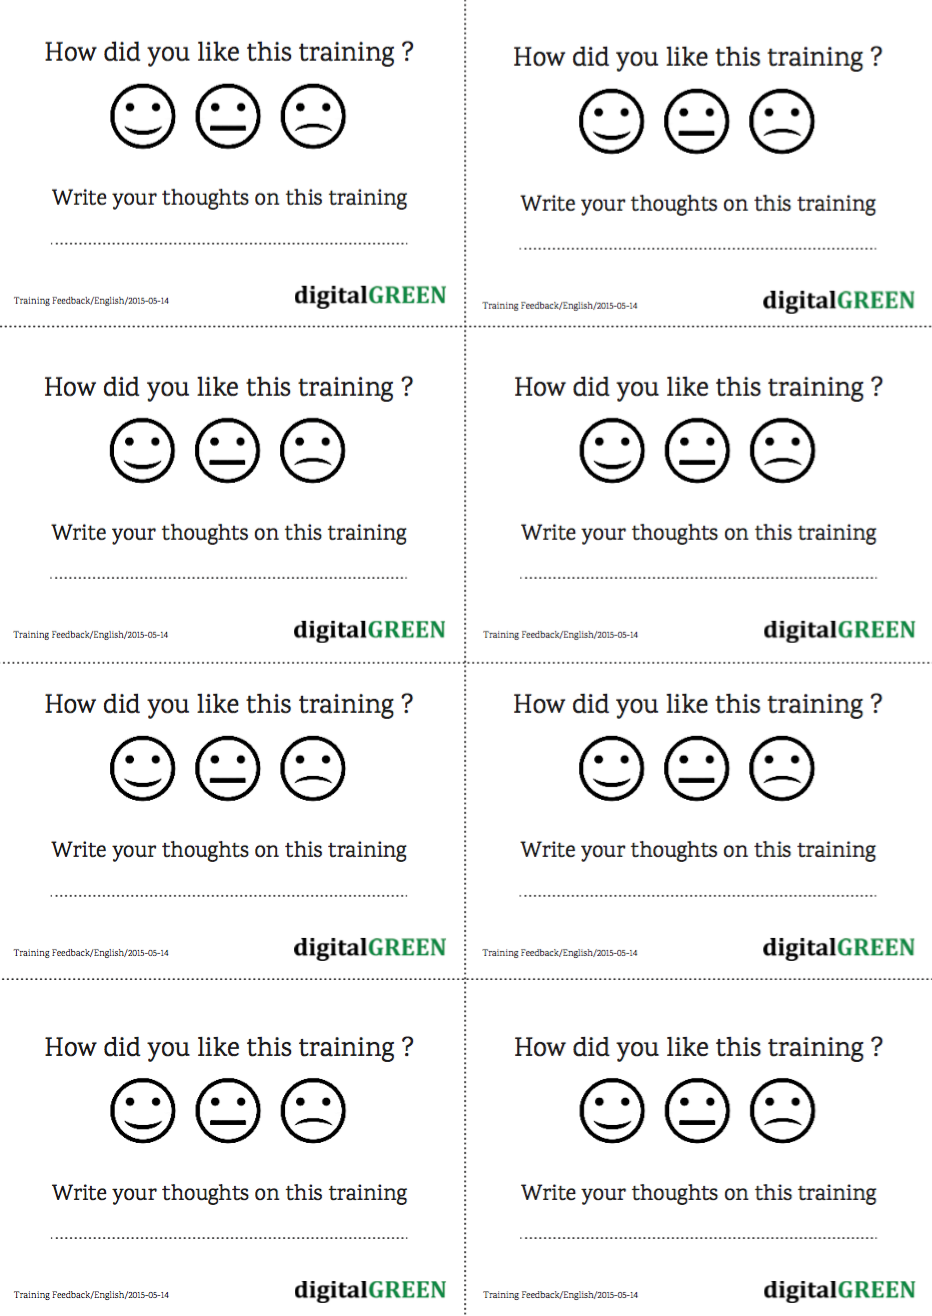 How did you like this training ?
Write your thoughts on this training
Training Feedback/English/2015-05-14
digitalGREEN
How did you like this training ?
Write your thoughts on this training
Training Feedback/English/2015-05-14
digitalGREEN
How did you like this training ?
Write your thoughts on this training
Training Feedback/English/2015-05-14
digitalGREEN
How did you like this training ?
Write your thoughts on this training
Training Feedback/English/2015-05-14
digitalGREEN
How did you like this training ?
Write your thoughts on this training
Training Feedback/English/2015-05-14
digitalGREEN
How did you like this training ?
Write your thoughts on this training
Training Feedback/English/2015-05-14
digitalGREEN
How did you like this training ?
Write your thoughts on this training
Training Feedback/English/2015-05-14
digitalGREEN
How did you like this training ?
Write your thoughts on this training
Training Feedback/English/2015-05-14
digitalGREEN